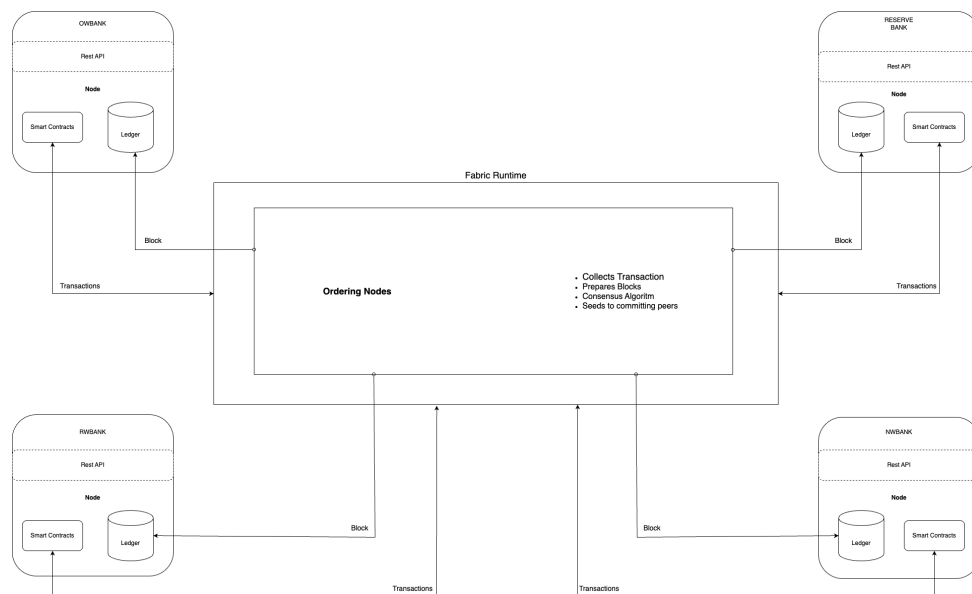 OWBANK
Rest API
Node
Smart Contracts
Ledger
RESERVE
BANK
Rest API
Node
Ledger
Smart Contracts
Fabric Runtime
Block
Block
Transactions
Transactions
Ordering Nodes
• Collects Transaction
• Prepares Blocks
• Consensus Algoritm
• Seeds to committing peers
RWBANK
Rest API
Node
Smart Contracts
Ledger
NWBANK
Rest API
Node
Ledger
Smart Contracts
Block
Block
Transactions
Transactions